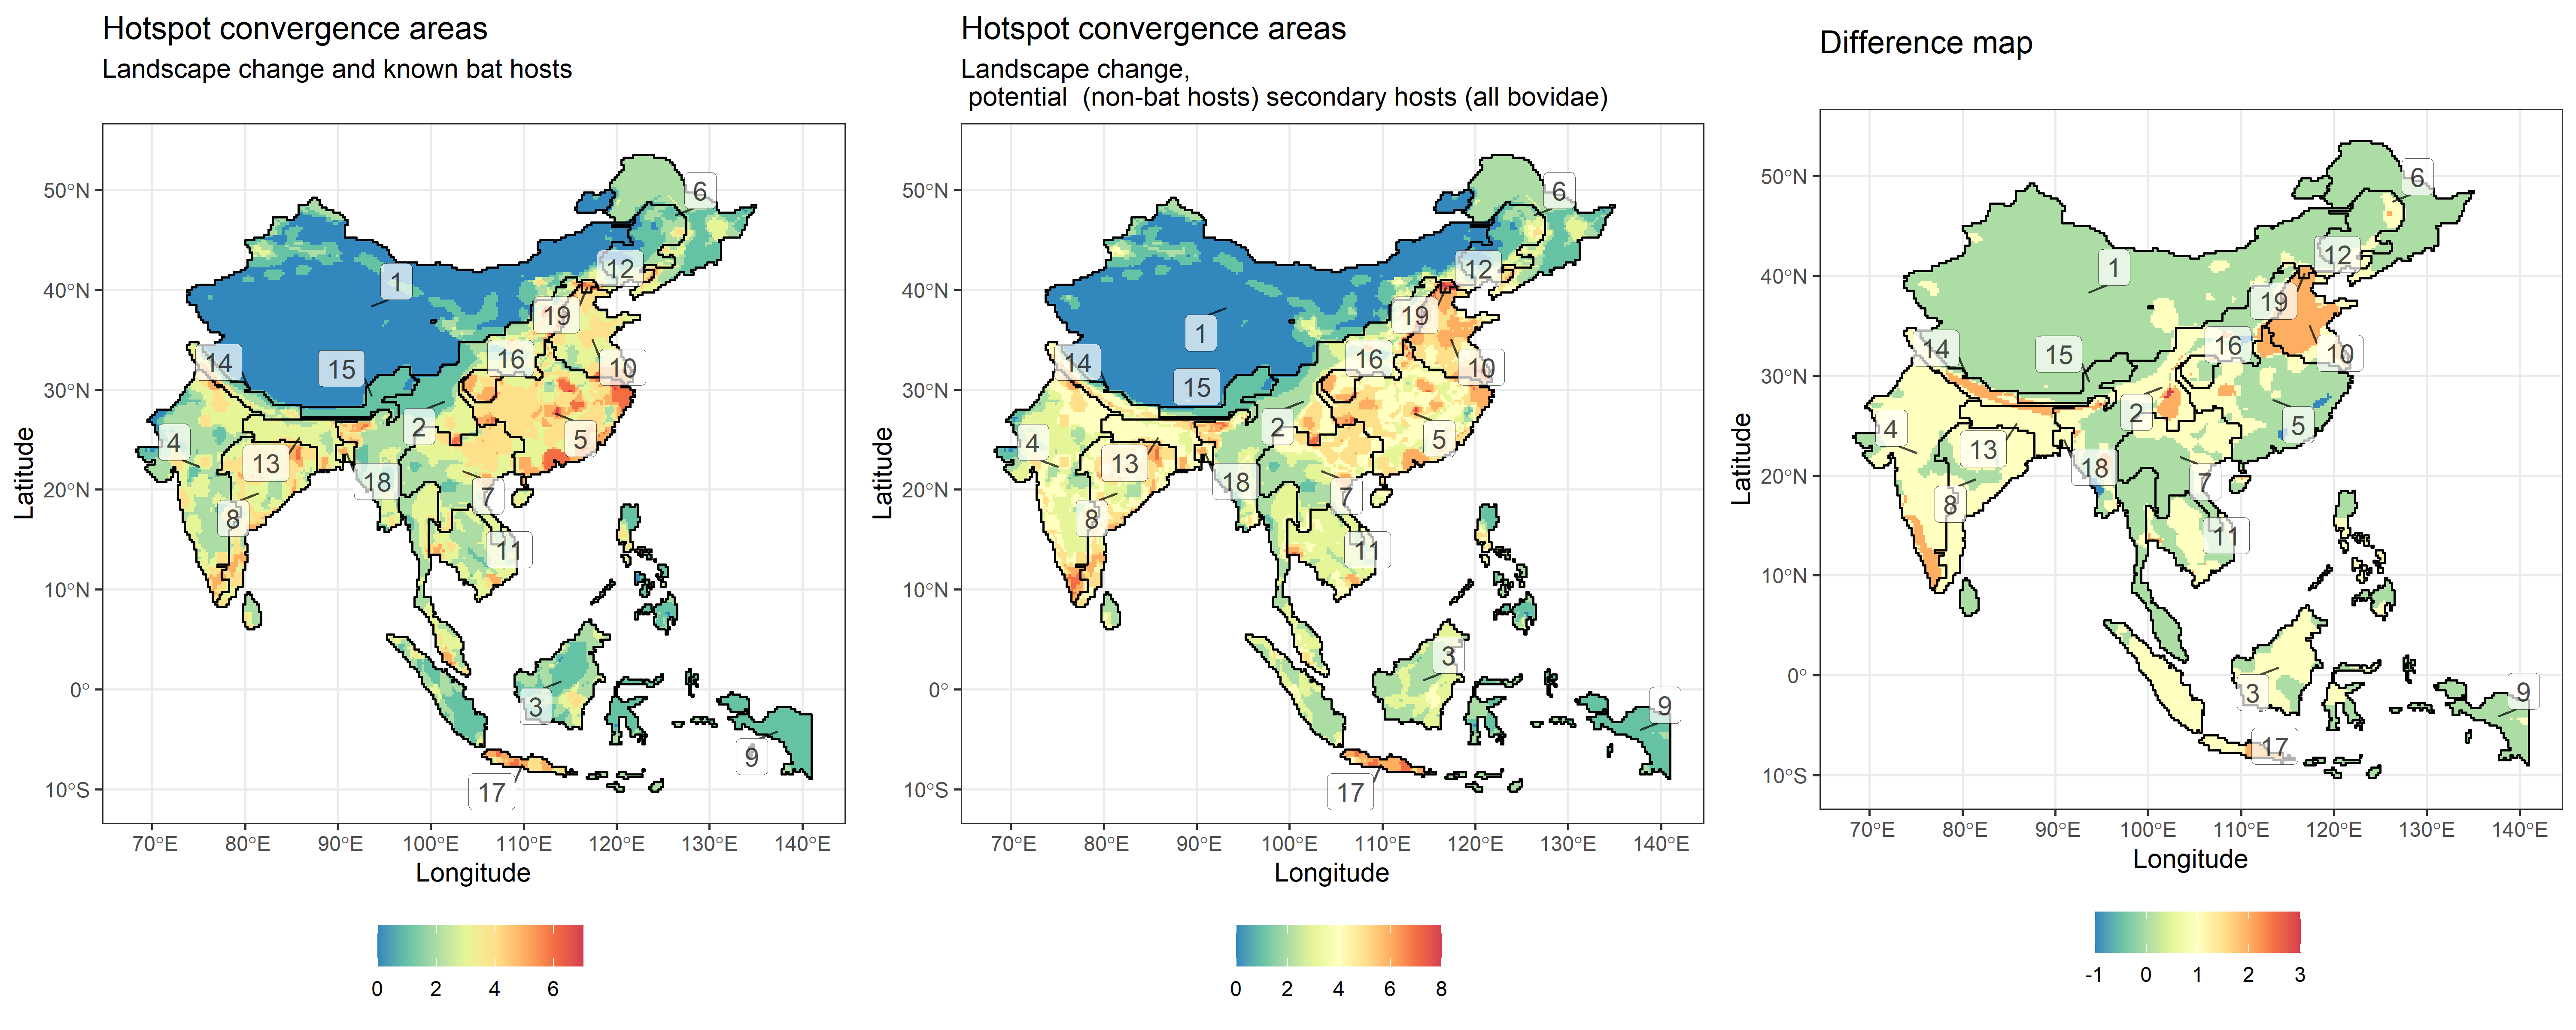 Hotspot convergence areas
Landscape change and known bat hosts
Latitude
50°N
40°N
30°N
20°N
10°N
0°
10°S
6
12
1
19
14
15
16
10
2
4
5
13
18
7
8
11
3
9
17
70°E 80°E 90°E 100°E 110°E 120°E 130°E 140°E
Longitude
0 2 4 6
Hotspot convergence areas
Landscape change,
potential (non-bat hosts) secondary hosts (all bovidae)
Latitude
50°N
40°N
30°N
20°N
10°N
0°
10°S
6
12
19
1
14
16
10
15
2
4
5
13
18
7
8
11
3
9
17
70°E 80°E 90°E 100°E 110°E 120°E 130°E 140°E
Longitude
0 2 4 6 8
Difference map
Latitude
50°N
40°N
30°N
20°N
10°N
0°
10°S
6
12
1
19
14
15
16
10
2
4
5
13
18
7
8
11
3
9
17
70°E 80°E 90°E 100°E 110°E 120°E 130°E 140°E
Longitude
-1 0 1 2 3